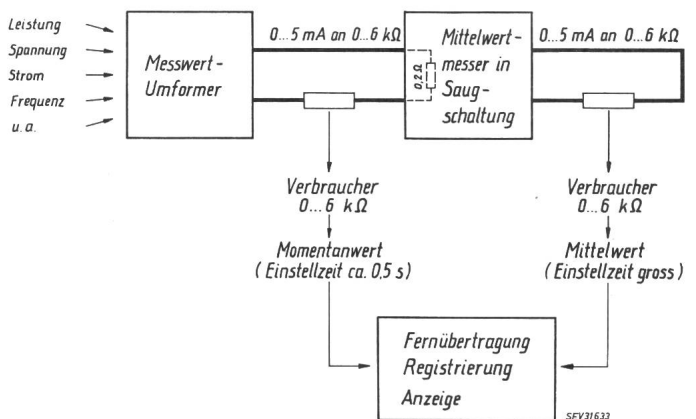 Leistung
Spannung
Strom
Frequenz
u.a.
Messwert-
Umformer
0...5 mA an 0...6 kΩ
0,2Ω
Mittelwert-
messer in
Saug-
schaltung
0...5 mA an 0...6 kΩ
Verbraucher
0...6 kΩ
Momentanwert
(Einstellzeit ca. 0,5 s)
Verbraucher
0...6 kΩ
Mittelwert
(Einstellzeit gross)
Fernübertragung
Registrierung
Anzeige
SEV31633